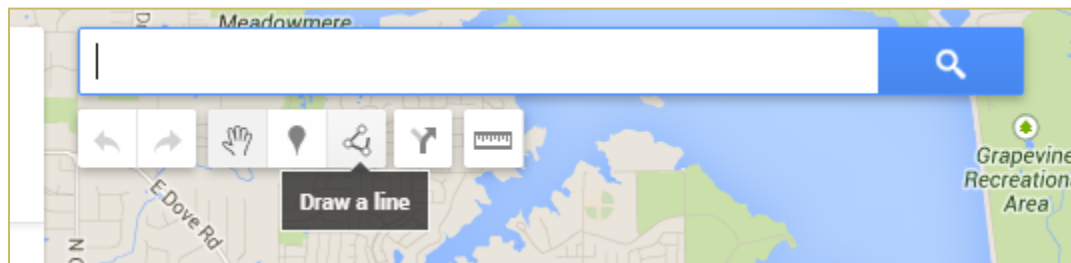 Meadowmere
Draw a line
E Dove Rd
Grapevine
Recreation
Area
N